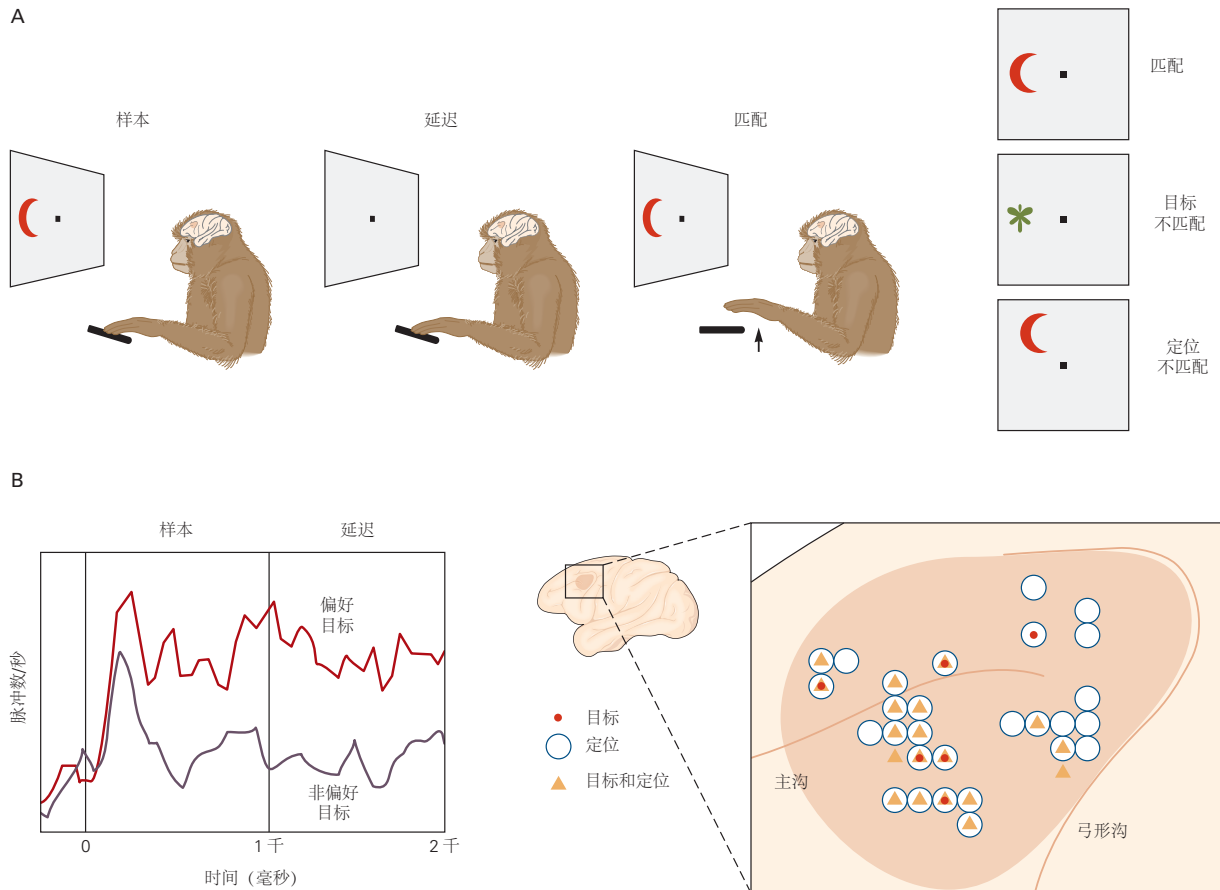 A
样本
延迟
匹配
匹配
目标
不匹配
定位
不匹配
B
样本
延迟
偏好
目标
非偏好
目标
脉冲数/秒
0
1 千
2 千
时间（毫秒）
目标
定位
目标和定位
主沟
弓形沟